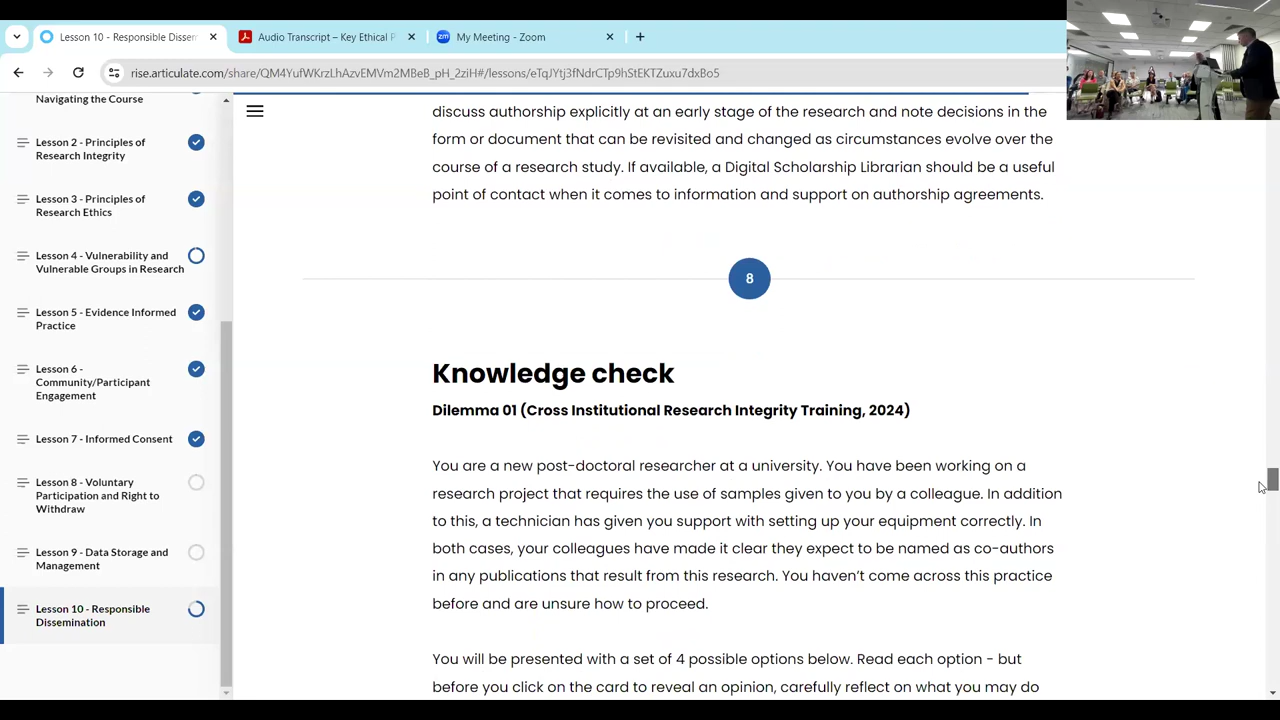 Lesson 10 - Responsible Dissem
Audio Transcript – Key Ethical P
My Meeting - Zoom
rise.articulate.com/share/QM4YufWKrzLhAzvEMVm2MBeB_pH_2ziH#/lessons/eTqJYtj3fNdrCTp9hStEKTZuxu7dxBo5
Navigating the Course
Lesson 2 - Principles of
Research Integrity
Lesson 3 - Principles of
Research Ethics
Lesson 4 - Vulnerability and
Vulnerable Groups in Research
Lesson 5 - Evidence Informed
Practice
Lesson 6 -
Community/Participant
Engagement
Lesson 7 - Informed Consent
Lesson 8 - Voluntary
Participation and Right to
Withdraw
Lesson 9 - Data Storage and
Management
Lesson 10 - Responsible
Dissemination
discuss authorship explicitly at an early stage of the research and note decisions in the
form or document that can be revisited and changed as circumstances evolve over the
course of a research study. If available, a Digital Scholarship Librarian should be a useful
point of contact when it comes to information and support on authorship agreements.
8
Knowledge check
Dilemma 01 (Cross Institutional Research Integrity Training, 2024)
You are a new post-doctoral researcher at a university. You have been working on a
research project that requires the use of samples given to you by a colleague. In addition
to this, a technician has given you support with setting up your equipment correctly. In
both cases, your colleagues have made it clear they expect to be named as co-authors
in any publications that result from this research. You haven't come across this practice
before and are unsure how to proceed.
You will be presented with a set of 4 possible options below. Read each option - but
before you click on the card to reveal an opinion, carefully reflect on what you may do